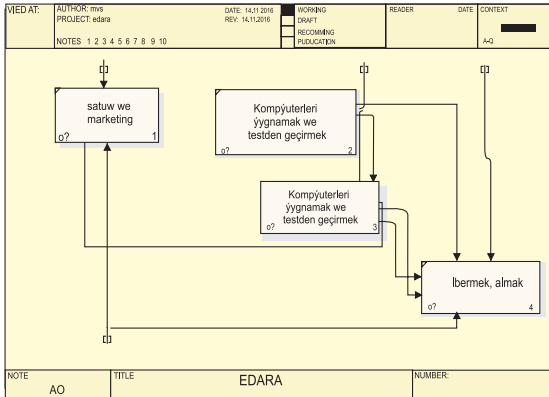 VIED AT:
AUTHOR: mvs
PROJECT: edara
NOTES 1 2 3 4 5 6 7 8 9 10
DATE: 14.11 2016
REV: 14.11.2016
WORKING
DRAFT
RECOMMING
PUDUCATION
READER
DATE
CONTEXT
A-Q
satuw we
marketing
o? 1
Kompýuterleri
ýygnamak we
testden geçirmek
o? 2
Kompýuterleri
ýygnamak we
testden geçirmek
o? 3
Ibermek, almak
o? 4
NOTE
AO
TITLE
EDARA
NUMBER: